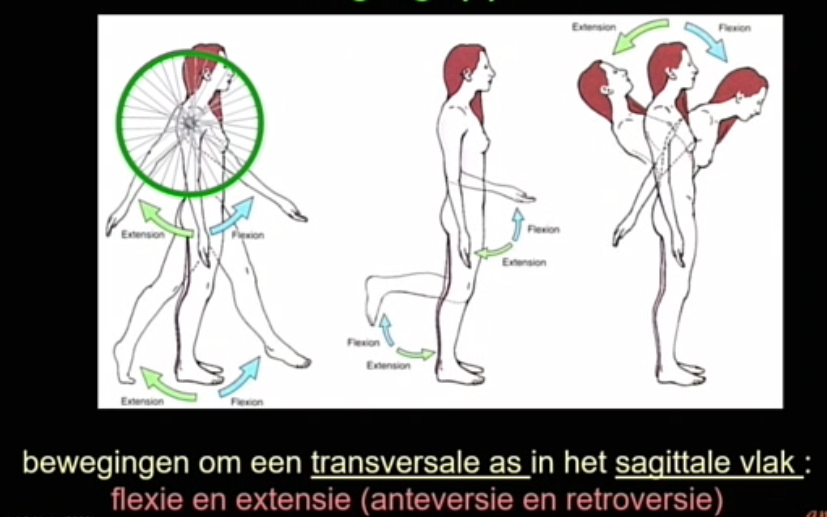 Extension
Flexion
Extension
Flexion
Flexion
Extension
Flexion
Extension
Extension
Flexion
bewegingen om een transversale as in het sagittale vlak :
flexie en extensie (anteversie en retroversie)